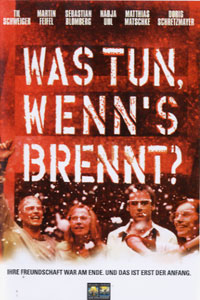 TIL SCHWEIGER MARTIN FEIFEL SEBASTIAN BLOMBERG NADJA UHL MATTHIAS MATSCHKE DORIS SCHRETZMAYER
WAS TUN,
WENN'S
BRENNT?
IHRE FREUNDSCHAFT WAR AM ENDE. UND DAS IST ERST DER ANFANG.